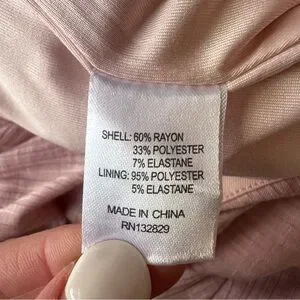 SHELL: 60% RAYON
33% POLYESTER
7% ELASTANE
LINING: 95% POLYESTER
5% ELASTANE
MADE IN CHINA
RN132829